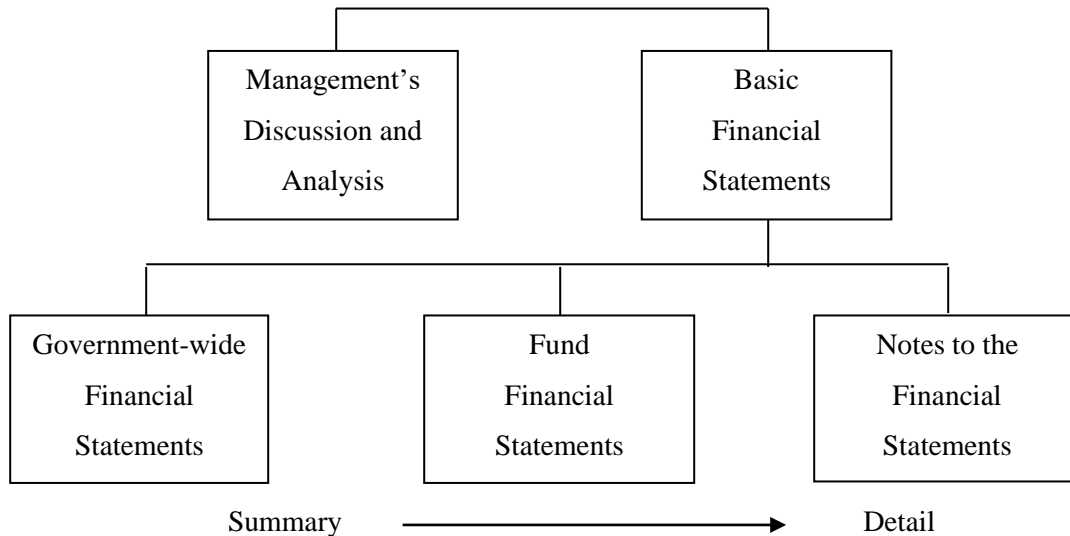 Management’s
Discussion and
Analysis
Basic
Financial
Statements
Government-wide
Financial
Statements
Fund
Financial
Statements
Notes to the
Financial
Statements
Summary
Detail